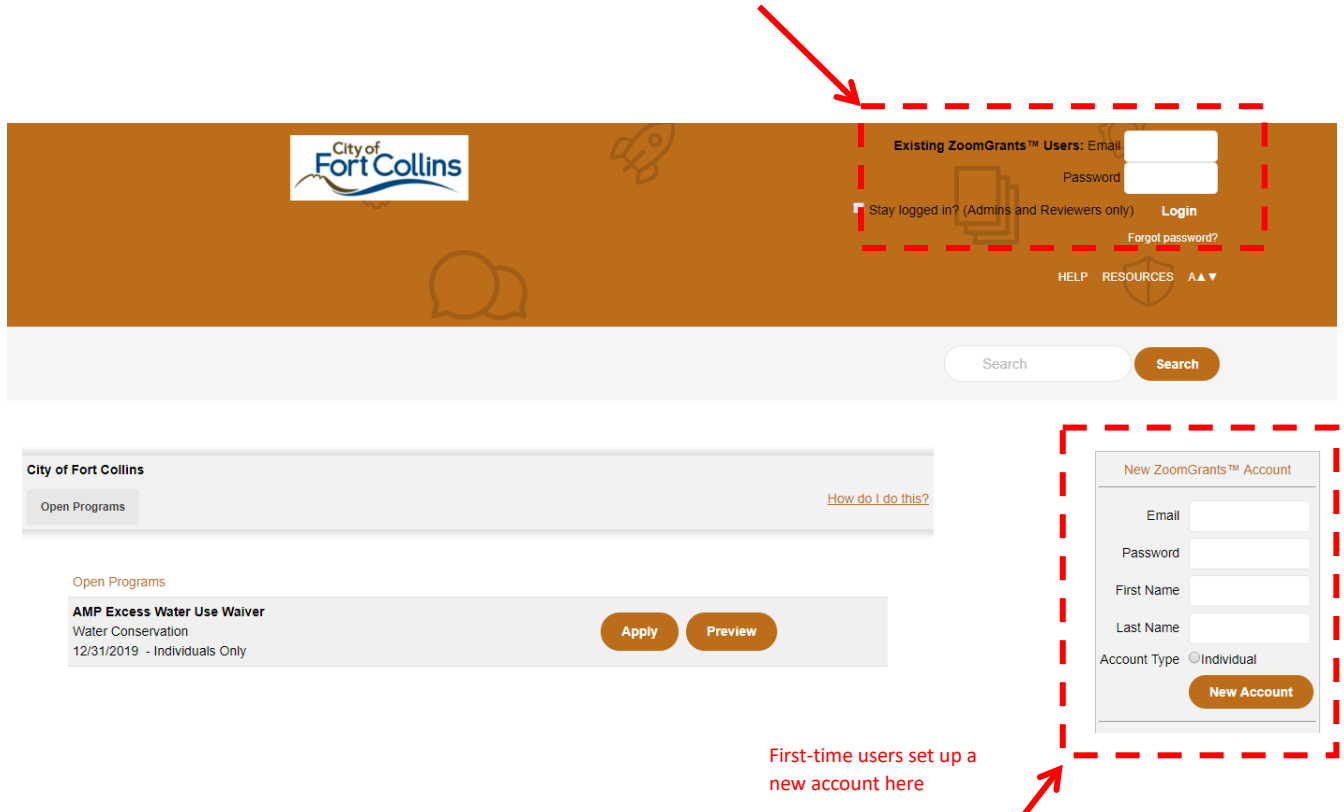 City of
Fort Collins
Existing ZoomGrants™ Users: Email
Password
Stay logged in? (Admins and Reviewers only) Login
Forgot password?
HELP RESOURCES A▲▼
Search Search
City of Fort Collins
Open Programs
How do I do this?
Open Programs
AMP Excess Water Use Waiver
Water Conservation
12/31/2019 - Individuals Only
Apply Preview
New ZoomGrants™ Account
Email
Password
First Name
Last Name
Account Type Individual
New Account
First-time users set up a
new account here